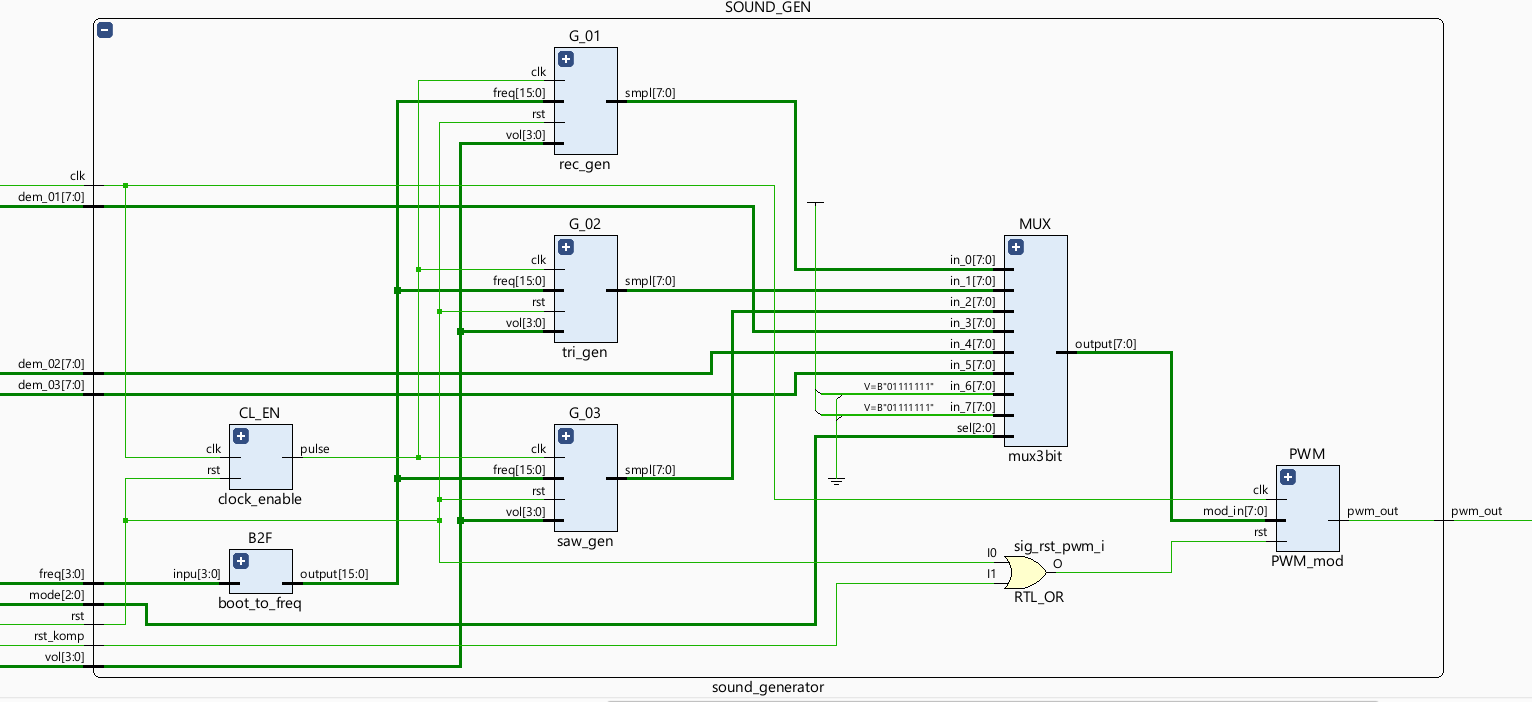 SOUND_GEN
G_01
clk
freq[15:0]
rst
vol[3:0]
smpl[7:0]
rec_gen
clk
dem_01[7:0]
G_02
clk
freq[15:0]
rst
vol[3:0]
smpl[7:0]
tri_gen
MUX
in_0[7:0]
in_1[7:0]
in_2[7:0]
in_3[7:0]
in_4[7:0]
in_5[7:0]
V=B"01111111" in_6[7:0]
V=B"01111111" in_7[7:0]
sel[2:0]
output[7:0]
mux3bit
dem_02[7:0]
dem_03[7:0]
CL_EN
clk
rst
pulse
clock_enable
G_03
clk
freq[15:0]
rst
vol[3:0]
smpl[7:0]
saw_gen
PWM
clk
mod_in[7:0]
rst
pwm_out
PWM_mod
pwm_out
B2F
inpu[3:0]
output[15:0]
boot_to_freq
sig_rst_pwm_i
I0
I1
O
RTL_OR
freq[3:0]
mode[2:0]
rst
rst_komp
vol[3:0]
sound_generator